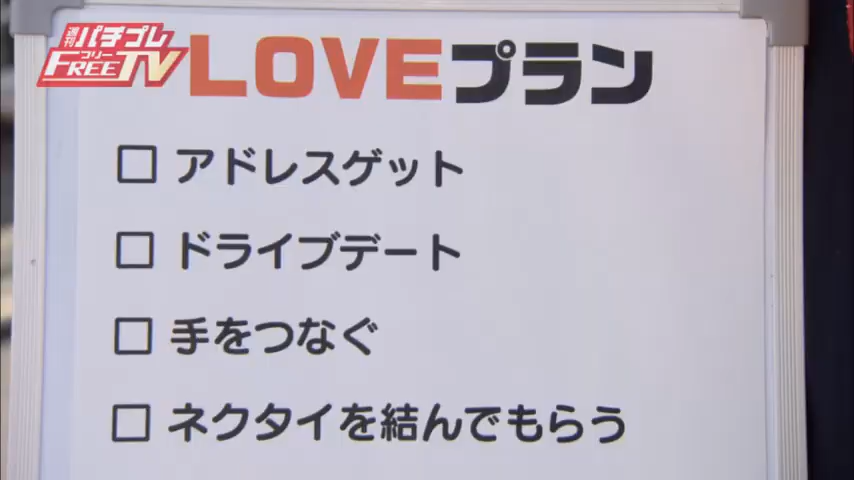 週刊パチプレ
フリー
FREETV
LOVEプラン
□ アドレスゲット
□ ドライブデート
□ 手をつなぐ
□ ネクタイを結んでもらう